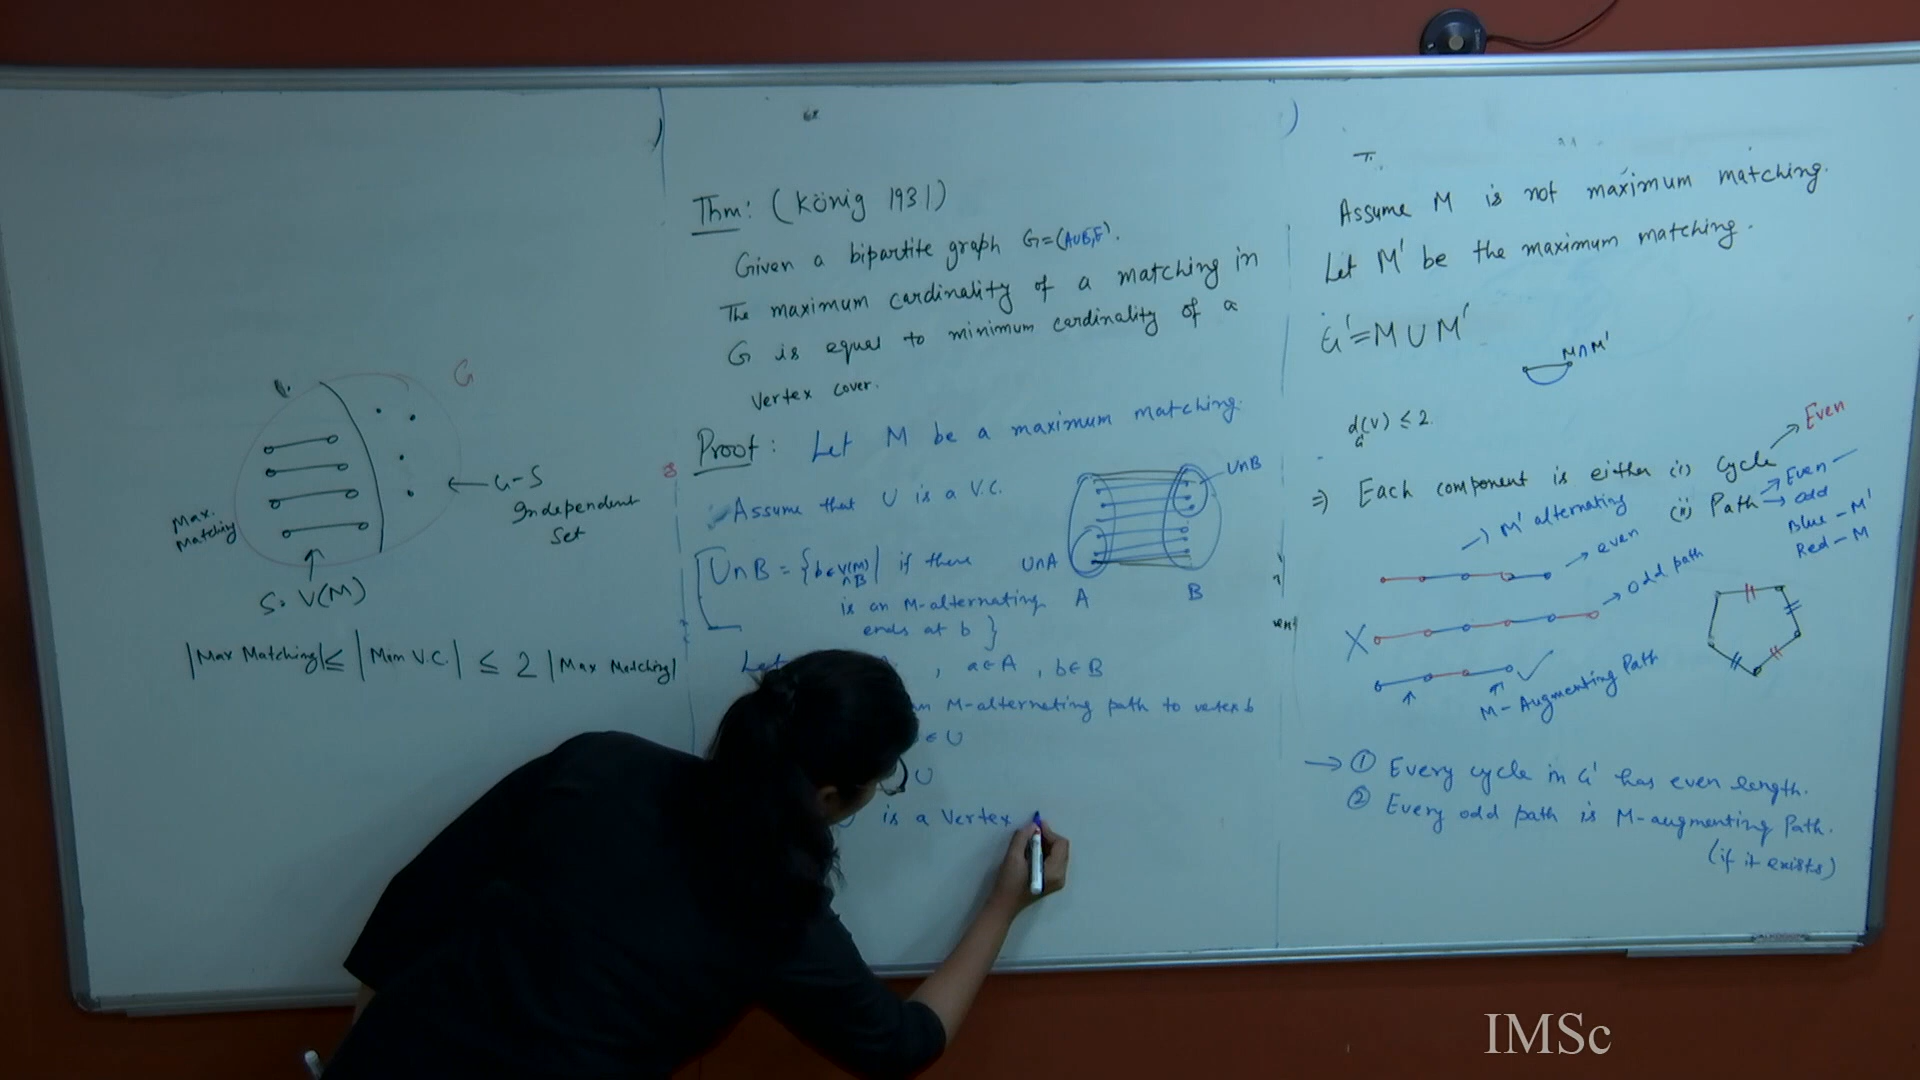 G
Max.
Matching
G-S
Independent
Set
S = V(M)
|Max Matching| ≤ |Min V.C.| ≤ 2 |Max Matching|
Thm: (König 1931)
Given a bipartite graph G=(A∪B,E).
The maximum cardinality of a matching in
G is equal to minimum cardinality of a
vertex cover.
Proof: Let M be a maximum matching.
Assume that U is a V.C.
U∩B = {b∈V(M)∩B | if there
is an M-alternating
ends at b }
U∩B
U∩A
A
B
Let , a∈A , b∈B
M-alternating path to vertex b
∈ U
U
is a Vertex
Assume M is not maximum matching.
Let M' be the maximum matching.
G'=M∪M'
M∩M'
d(v) ≤ 2.
G'
⇒ Each component is either (i) Cycle → Even
(ii) Path → Even
→ odd
Blue - M'
Red - M
→ M' alternating
→ even
X → odd path
M-Augmenting Path
→ ① Every cycle in G' has even length.
② Every odd path is M-augmenting Path.
(if it exists)
IMSc